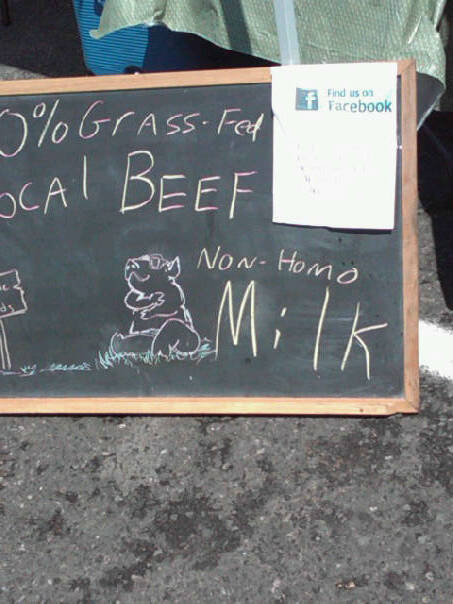 0% Grass-Fed
ocal BEEF
Find us on
Facebook
f
Non-Homo
Milk